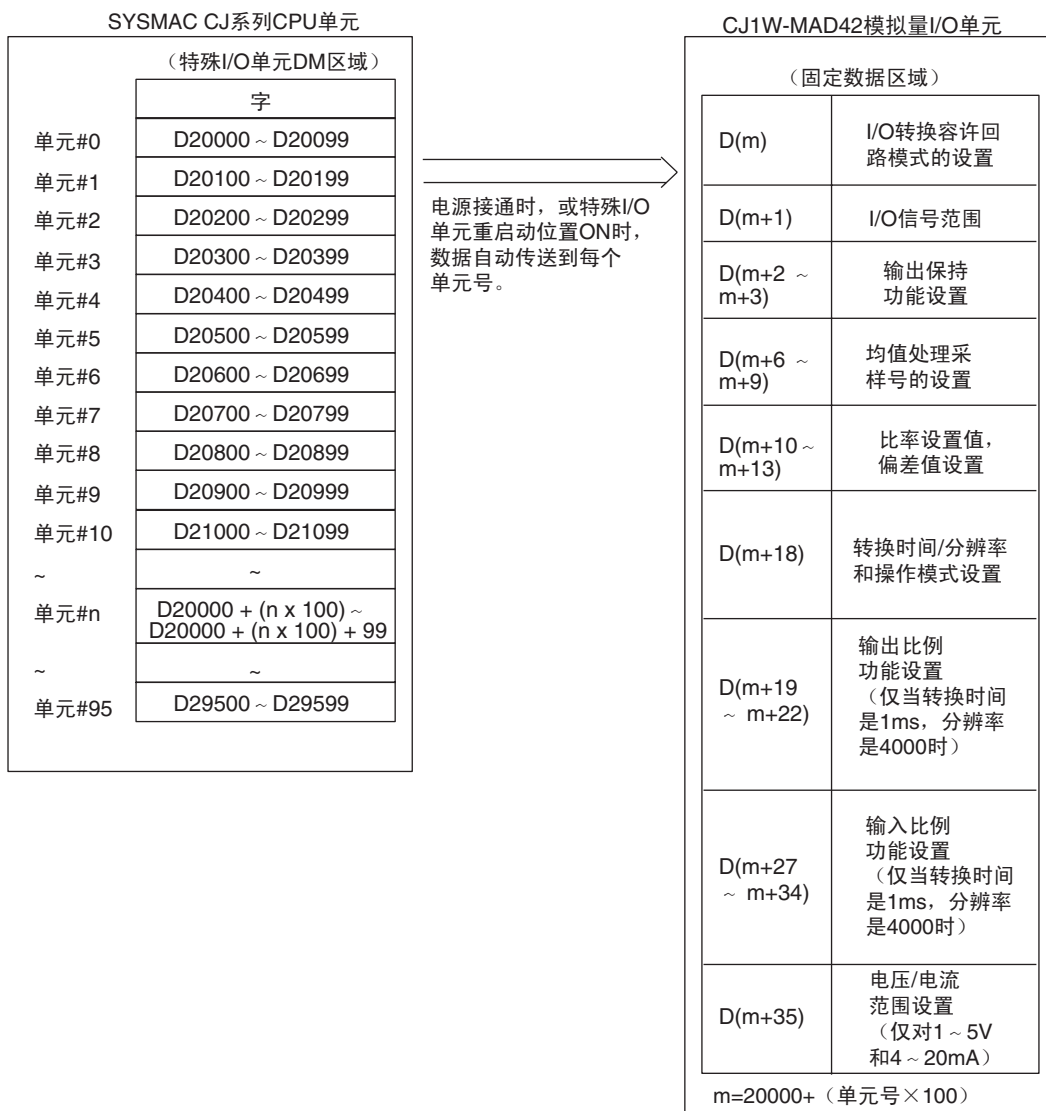 SYSMAC CJ系列CPU单元
（特殊I/O单元DM区域）
字
单元#0 D20000～D20099
单元#1 D20100～D20199
单元#2 D20200～D20299
单元#3 D20300～D20399
单元#4 D20400～D20499
单元#5 D20500～D20599
单元#6 D20600～D20699
单元#7 D20700～D20799
单元#8 D20800～D20899
单元#9 D20900～D20999
单元#10 D21000～D21099
~ ~
单元#n D20000 + (n x 100)～
D20000 + (n x 100) + 99
~ ~
单元#95 D29500～D29599
电源接通时，或特殊I/O
单元重启动位置ON时，
数据自动传送到每个
单元号。
CJ1W-MAD42模拟量I/O单元
（固定数据区域）
D(m)
I/O转换容许回
路模式的设置
D(m+1) I/O信号范围
D(m+2 ～
m+3)
输出保持
功能设置
D(m+6 ～
m+9)
均值处理采
样号的设置
D(m+10～
m+13)
比率设置值，
偏差值设置
D(m+18)
转换时间/分辨率
和操作模式设置
D(m+19
～ m+22)
输出比例
功能设置
（仅当转换时间
是1ms，分辨率
是4000时）
D(m+27
～ m+34)
输入比例
功能设置
（仅当转换时间
是1ms，分辨率
是4000时）
D(m+35)
电压/电流
范围设置
（仅对1～5V
和4～20mA）
m=20000+（单元号×100）